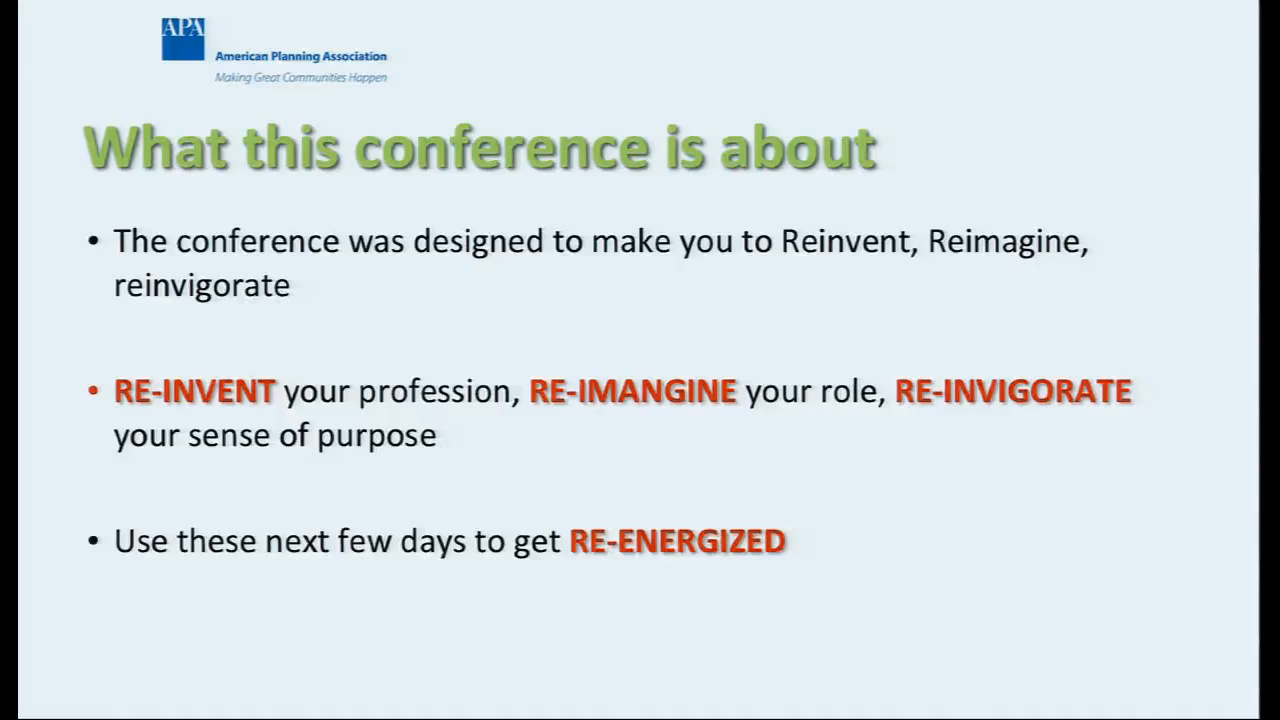 APA
American Planning Association
Making Great Communities Happen
What this conference is about
• The conference was designed to make you to Reinvent, Reimagine,
reinvigorate
• RE-INVENT your profession, RE-IMANGINE your role, RE-INVIGORATE
your sense of purpose
• Use these next few days to get RE-ENERGIZED